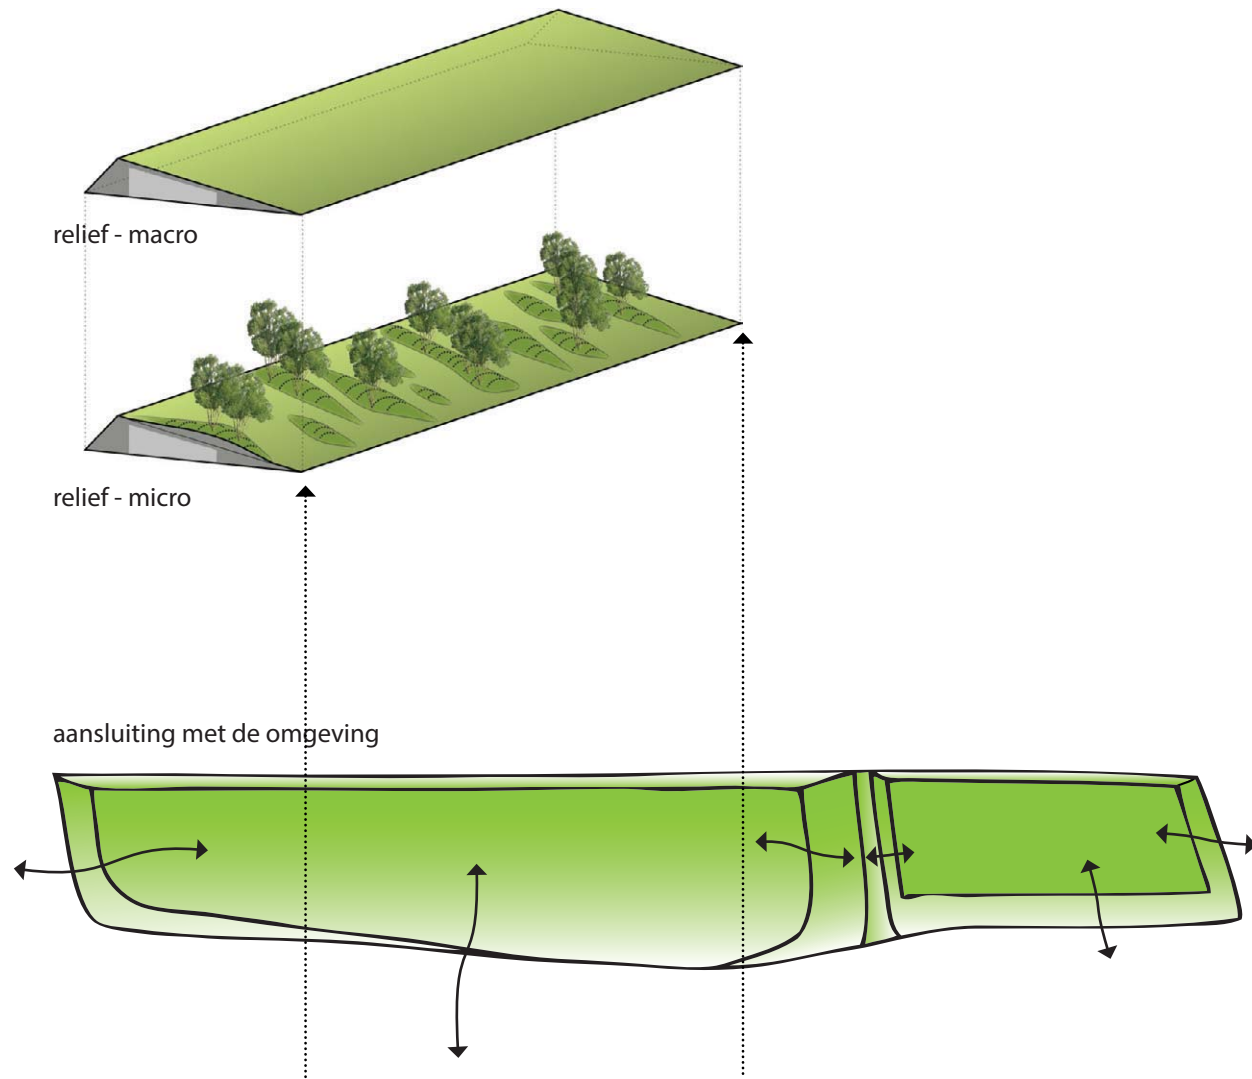 relief - macro
relief - micro
aansluiting met de omgeving